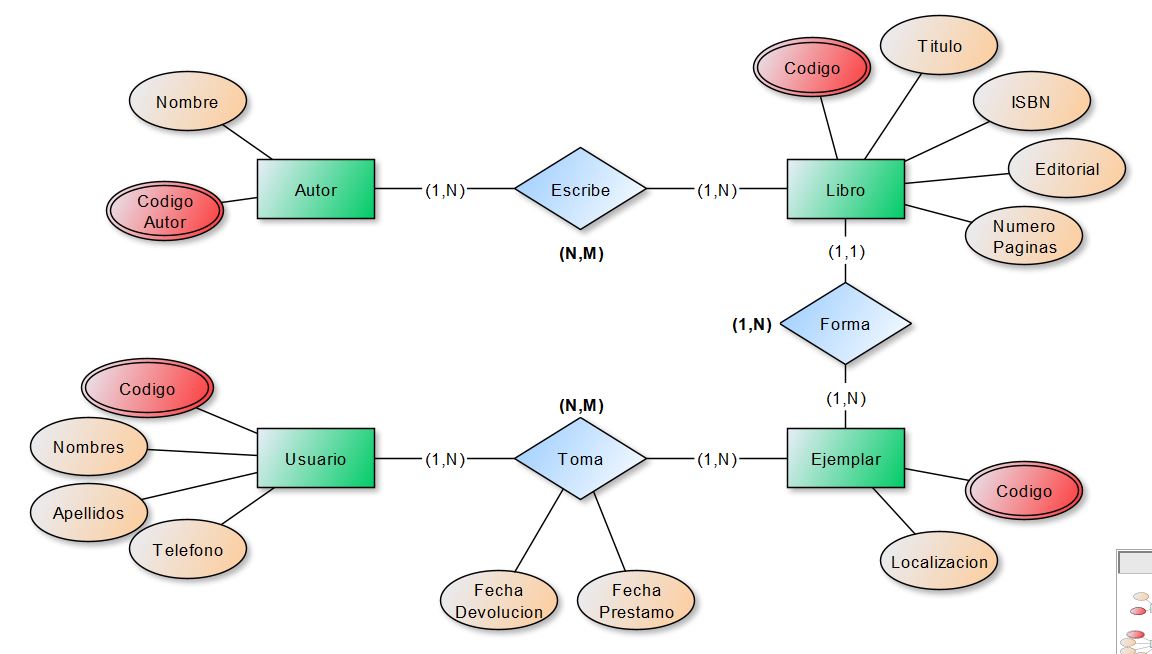 Nombre
Codigo
Autor
Autor
(1,N)
Escribe
(N,M)
(1,N)
Libro
Codigo
Titulo
ISBN
Editorial
Numero
Paginas
(1,1)
(1,N)
Forma
(1,N)
Codigo
Nombres
Apellidos
Telefono
Usuario
(1,N)
(N,M)
Toma
(1,N)
Ejemplar
Codigo
Localizacion
Fecha
Devolucion
Fecha
Prestamo